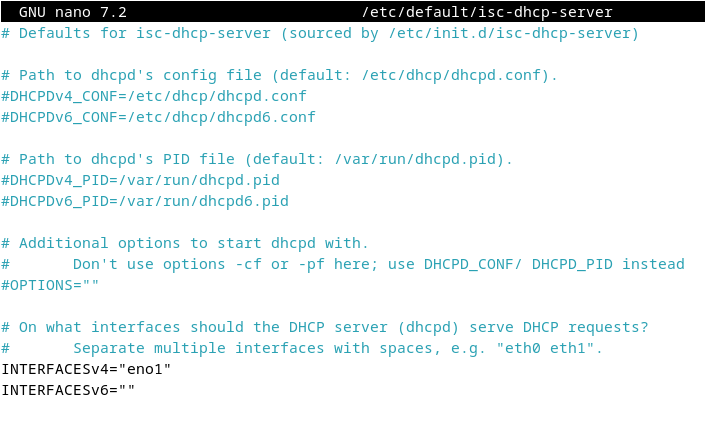 GNU nano 7.2 /etc/default/isc-dhcp-server
# Defaults for isc-dhcp-server (sourced by /etc/init.d/isc-dhcp-server)
# Path to dhcpd's config file (default: /etc/dhcp/dhcpd.conf).
#DHCPDv4_CONF=/etc/dhcp/dhcpd.conf
#DHCPDv6_CONF=/etc/dhcp/dhcpd6.conf
# Path to dhcpd's PID file (default: /var/run/dhcpd.pid).
#DHCPDv4_PID=/var/run/dhcpd.pid
#DHCPDv6_PID=/var/run/dhcpd6.pid
# Additional options to start dhcpd with.
#       Don't use options -cf or -pf here; use DHCPD_CONF/ DHCPD_PID instead
#OPTIONS=""
# On what interfaces should the DHCP server (dhcpd) serve DHCP requests?
#       Separate multiple interfaces with spaces, e.g. "eth0 eth1".
INTERFACESv4="eno1"
INTERFACESv6=""